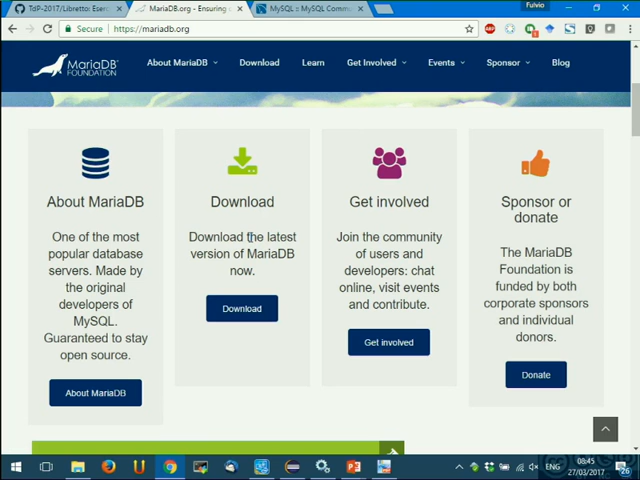 Fulvio
TdP-2017/Libretto: Eserc
MariaDB.org - Ensuring c
MySQL :: MySQL Commu
Secure
https://mariadb.org
MariaDB
FOUNDATION
About MariaDB
Download
Learn
Get Involved
Events
Sponsor
Blog
About MariaDB
One of the most
popular database
servers. Made by
the original
developers of
MySQL.
Guaranteed to stay
open source.
About MariaDB
Download
Download the latest
version of MariaDB
now.
Download
Get involved
Join the community
of users and
developers: chat
online, visit events
and contribute.
Get involved
Sponsor or
donate
The MariaDB
Foundation is
funded by both
corporate sponsors
and individual
donors.
Donate
ENG
08:45
27/03/2017
26